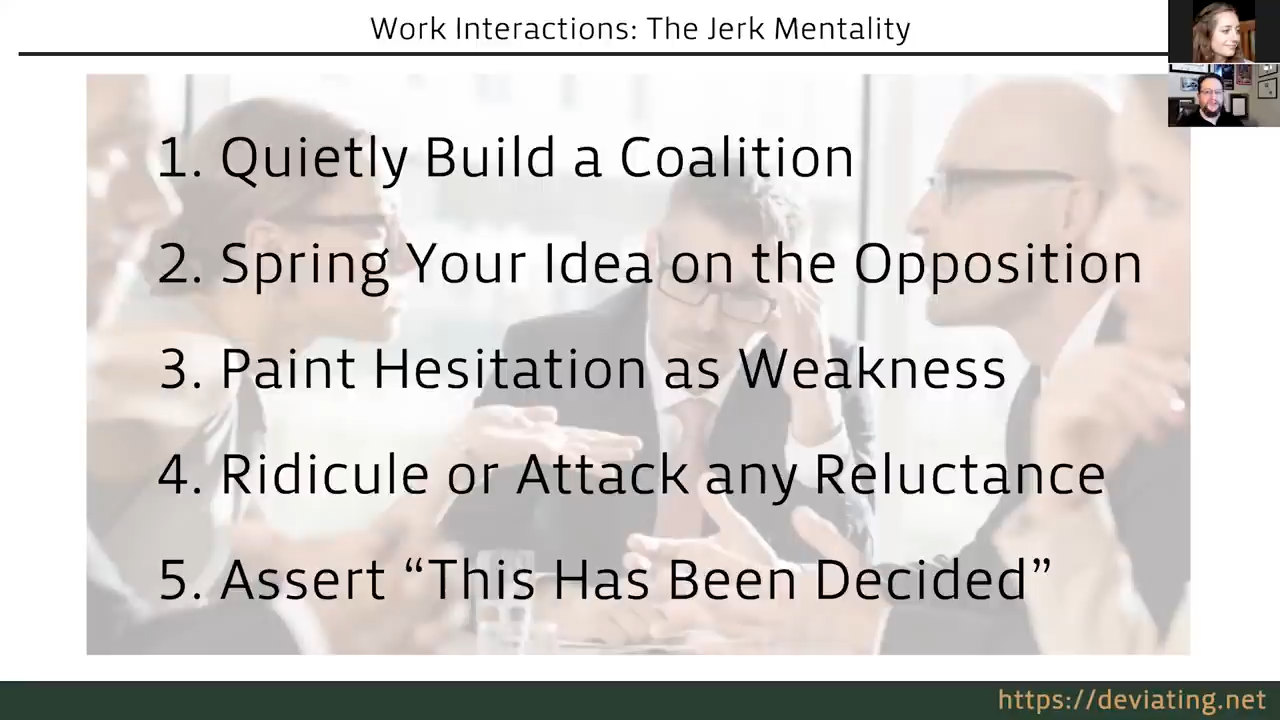 Work Interactions: The Jerk Mentality
1. Quietly Build a Coalition
2. Spring Your Idea on the Opposition
3. Paint Hesitation as Weakness
4. Ridicule or Attack any Reluctance
5. Assert “This Has Been Decided”
https://deviating.net